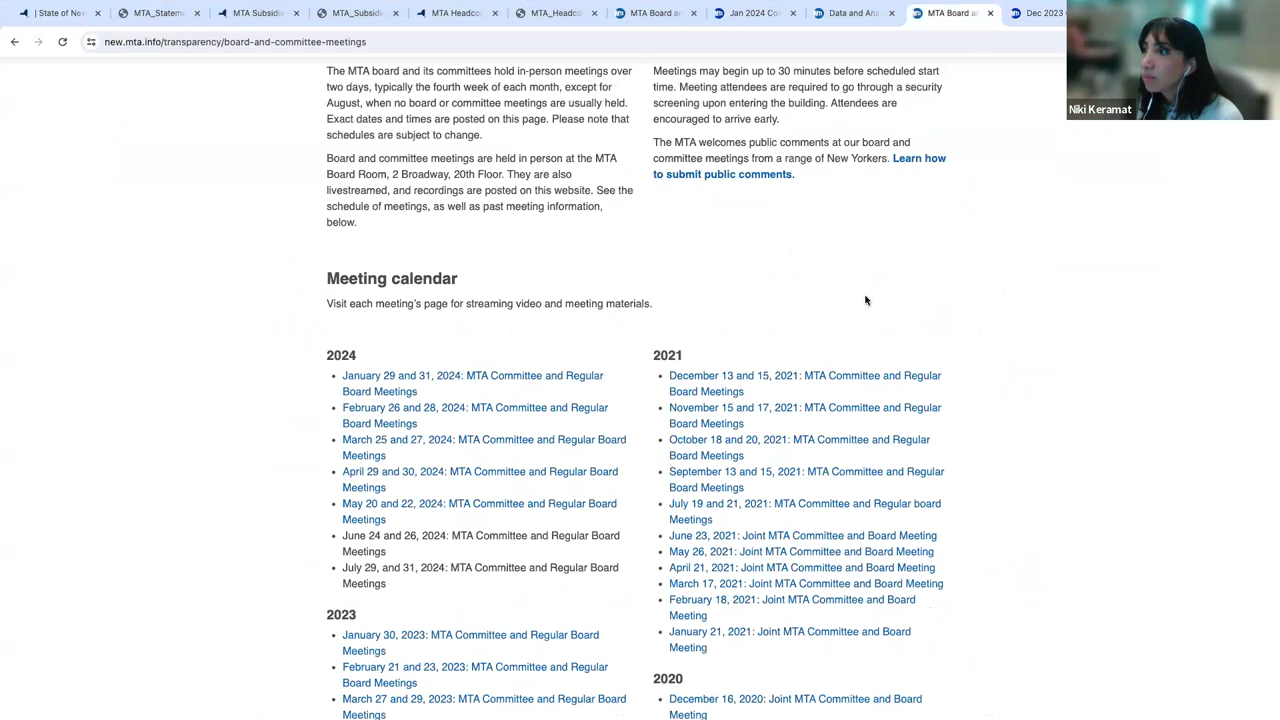 | State of New
MTA_Stateme
MTA Subsidie
MTA_Subsidi
MTA Headcou
MTA_Headco
MTA Board an
Jan 2024 Co
Data and Ana
MTA Board an
Dec 2023
new.mta.info/transparency/board-and-committee-meetings
Niki Keramat
The MTA board and its committees hold in-person meetings over
two days, typically the fourth week of each month, except for
August, when no board or committee meetings are usually held.
Exact dates and times are posted on this page. Please note that
schedules are subject to change.
Board and committee meetings are held in person at the MTA
Board Room, 2 Broadway, 20th Floor. They are also
livestreamed, and recordings are posted on this website. See the
schedule of meetings, as well as past meeting information,
below.
Meetings may begin up to 30 minutes before scheduled start
time. Meeting attendees are required to go through a security
screening upon entering the building. Attendees are
encouraged to arrive early.
The MTA welcomes public comments at our board and
committee meetings from a range of New Yorkers. Learn how
to submit public comments.
Meeting calendar
Visit each meeting's page for streaming video and meeting materials.
2024
January 29 and 31, 2024: MTA Committee and Regular
Board Meetings
February 26 and 28, 2024: MTA Committee and Regular
Board Meetings
March 25 and 27, 2024: MTA Committee and Regular Board
Meetings
April 29 and 30, 2024: MTA Committee and Regular Board
Meetings
May 20 and 22, 2024: MTA Committee and Regular Board
Meetings
June 24 and 26, 2024: MTA Committee and Regular Board
Meetings
July 29, and 31, 2024: MTA Committee and Regular Board
Meetings
2023
January 30, 2023: MTA Committee and Regular Board
Meetings
February 21 and 23, 2023: MTA Committee and Regular
Board Meetings
March 27 and 29, 2023: MTA Committee and Regular Board
Meetings
2021
December 13 and 15, 2021: MTA Committee and Regular
Board Meetings
November 15 and 17, 2021: MTA Committee and Regular
Board Meetings
October 18 and 20, 2021: MTA Committee and Regular
Board Meetings
September 13 and 15, 2021: MTA Committee and Regular
Board Meetings
July 19 and 21, 2021: MTA Committee and Regular board
Meetings
June 23, 2021: Joint MTA Committee and Board Meeting
May 26, 2021: Joint MTA Committee and Board Meeting
April 21, 2021: Joint MTA Committee and Board Meeting
March 17, 2021: Joint MTA Committee and Board Meeting
February 18, 2021: Joint MTA Committee and Board
Meeting
January 21, 2021: Joint MTA Committee and Board
Meeting
2020
December 16, 2020: Joint MTA Committee and Board
Meeting